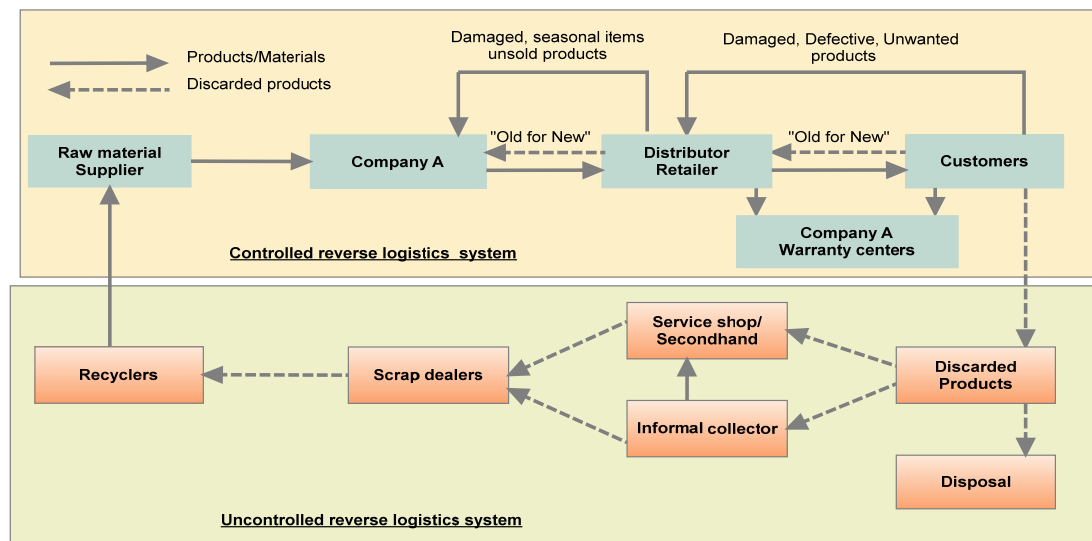 Damaged, seasonal items
unsold products
Damaged, Defective, Unwanted
products
Products/Materials
Discarded products
"Old for New"
"Old for New"
Raw material
Supplier
Company A
Distributor
Retailer
Customers
Company A
Warranty centers
Controlled reverse logistics system
Service shop/
Secondhand
Recyclers
Scrap dealers
Discarded
Products
Informal collector
Disposal
Uncontrolled reverse logistics system